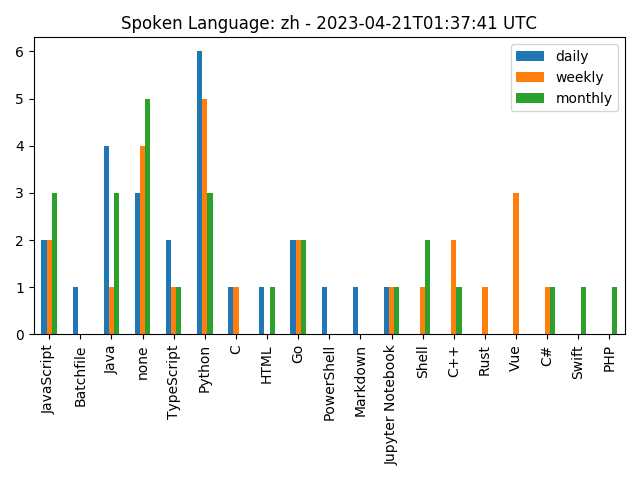 Spoken Language: zh - 2023-04-21T01:37:41 UTC
daily
weekly
monthly
6
5
4
3
2
1
0
JavaScript
Batchfile
Java
none
TypeScript
Python
C
HTML
Go
PowerShell
Markdown
Jupyter Notebook
Shell
C++
Rust
Vue
C#
Swift
PHP